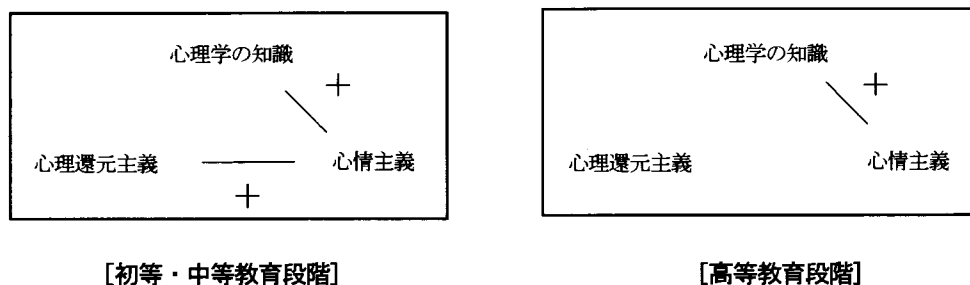 心理学の知識
＋
心理還元主義
心情主義
＋
[初等・中等教育段階]
心理学の知識
＋
心理還元主義
心情主義
[高等教育段階]